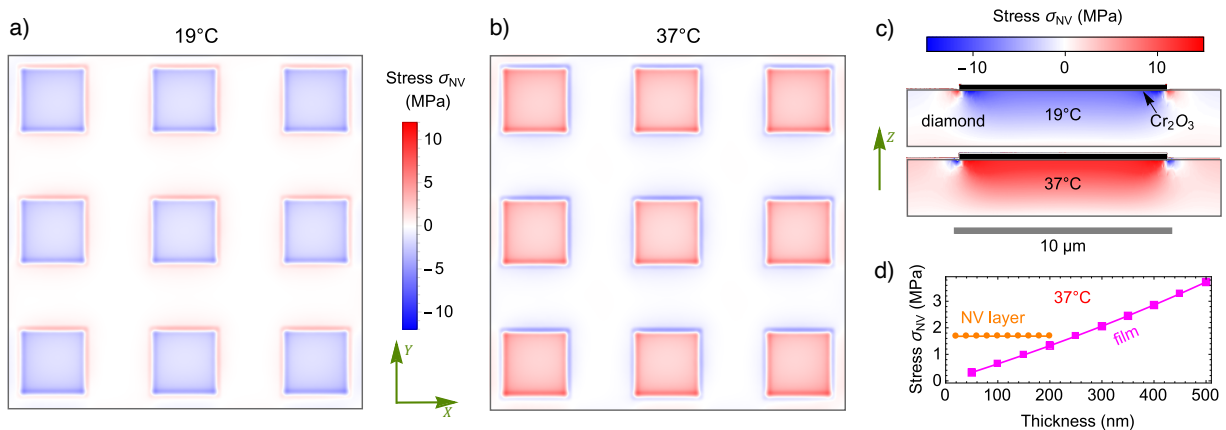 a)
19°C
Stress σNV
(MPa)
10
5
0
−5
−10
Y
X
b)
37°C
c)
Stress σNV (MPa)
−10 0 10
diamond
19°C
Cr2O3
Z
37°C
10 μm
d)
Stress σNV (MPa)
3
2
1
0
37°C
NV layer
film
0 100 200 300 400 500
Thickness (nm)